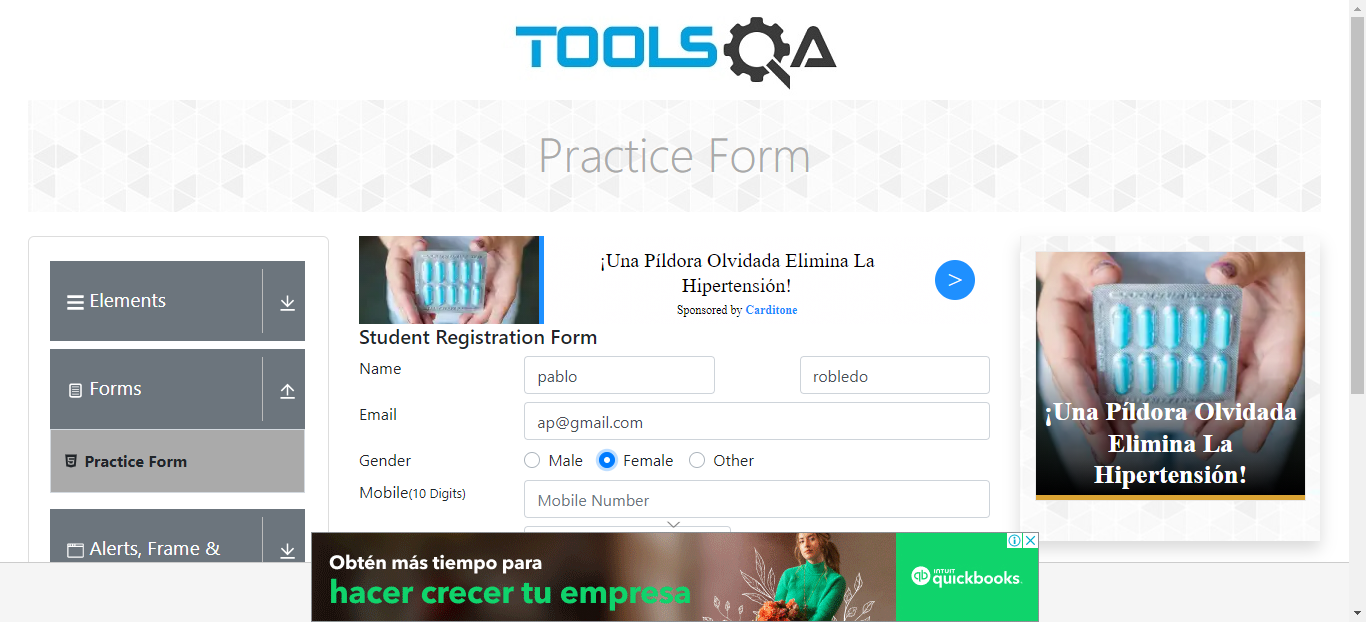 TOOLSQA
Practice Form
Elements
Forms
Practice Form
Alerts, Frame &
¡Una Píldora Olvidada Elimina La
Hipertensión!
Sponsored by Carditone
>
Student Registration Form
Name
pablo
robledo
Email
ap@gmail.com
Gender
Male
Female
Other
Mobile(10 Digits)
Mobile Number
¡Una Píldora Olvidada
Elimina La
Hipertensión!
Obtén más tiempo para
hacer crecer tu empresa
qb INTUIT
quickbooks.